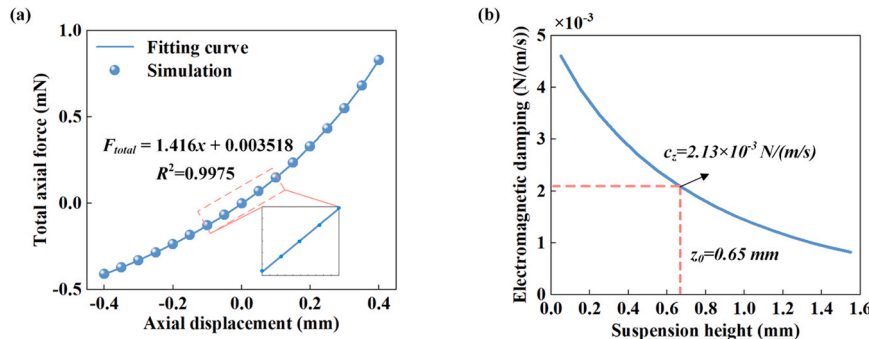 (a)
Total axial force (mN)
1.0
0.5
0.0
-0.5
Fitting curve
Simulation
F_total = 1.416x + 0.003518
R²=0.9975
-0.4 -0.2 0.0 0.2 0.4
Axial displacement (mm)
(b)
×10⁻³
Electromagnetic damping (N/(m/s))
5
4
3
2
1
0
c_z=2.13×10⁻³ N/(m/s)
z₀=0.65 mm
0.0 0.2 0.4 0.6 0.8 1.0 1.2 1.4 1.6
Suspension height (mm)